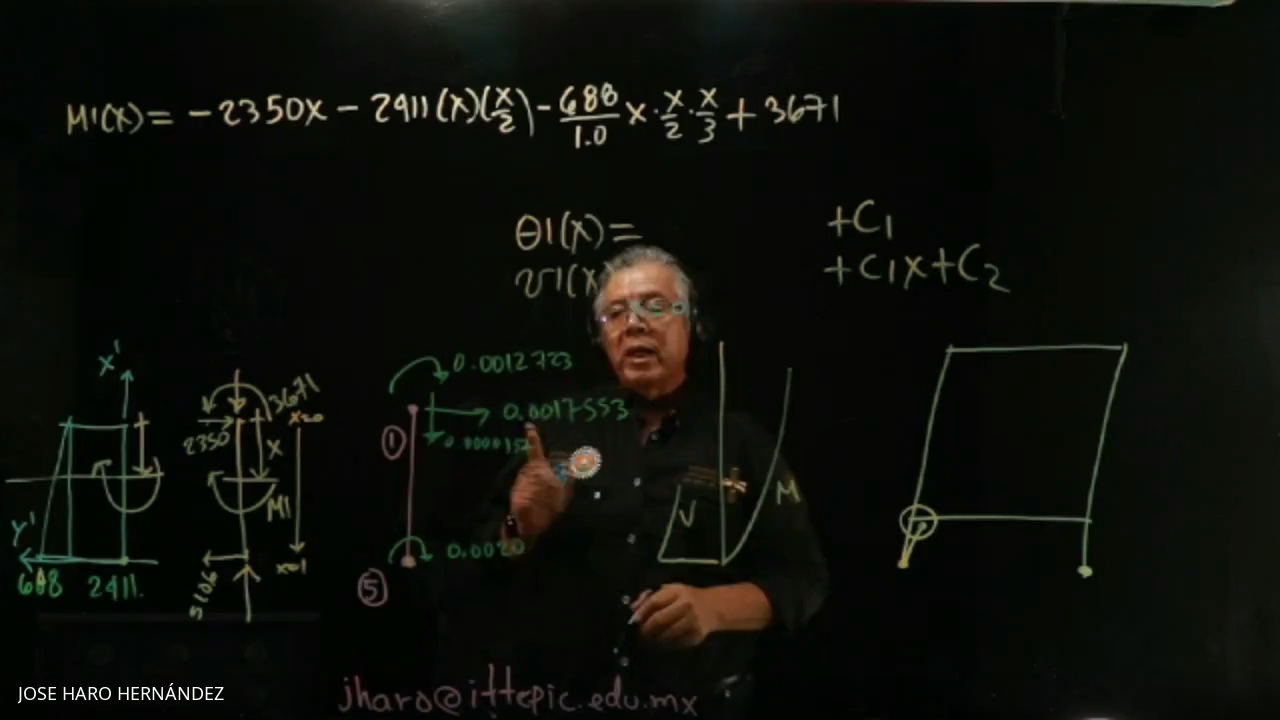 M1(X) = -2350X - 2411(X)(X/2) - 688/1.0 X · X/2 · X/3 + 3671
θ1(X) = +C1
v1(X +C1X+C2
X'
0.0012723
3671
X=0
2350
0.0017553
1
X
M1
V
M
Y'
0.0020
688 2411.
X=1
5106
5
jharo@ittepic.edu.mx
JOSE HARO HERNÁNDEZ